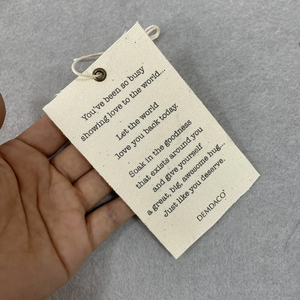 You've been so busy
showing love to the world...
Let the world
love you back today.
Soak in the goodness
that exists around you
and give yourself
a great, big, awesome hug...
Just like you deserve.
DEMDACO®